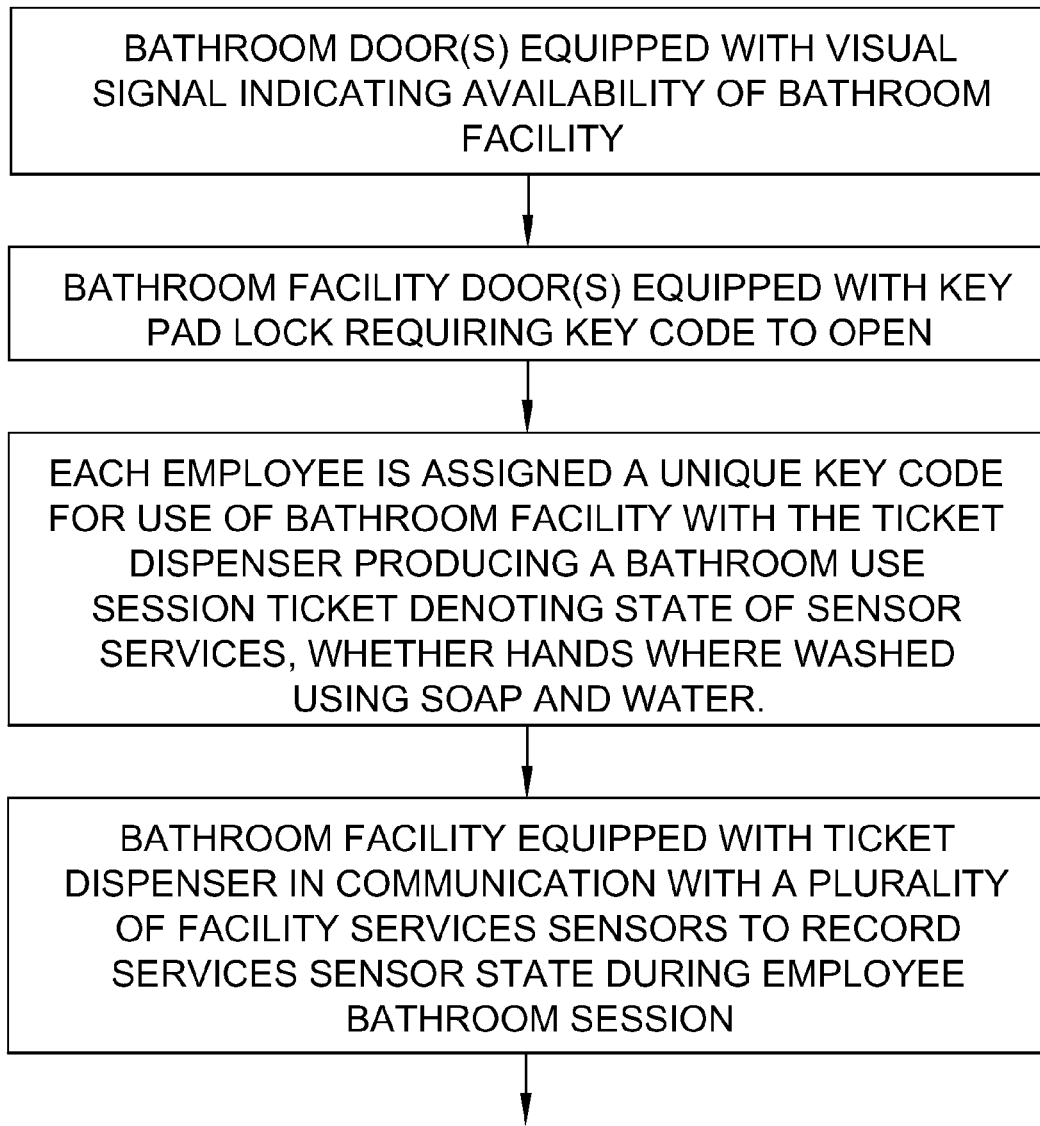 BATHROOM DOOR(S) EQUIPPED WITH VISUAL
SIGNAL INDICATING AVAILABILITY OF BATHROOM
FACILITY
BATHROOM FACILITY DOOR(S) EQUIPPED WITH KEY
PAD LOCK REQUIRING KEY CODE TO OPEN
EACH EMPLOYEE IS ASSIGNED A UNIQUE KEY CODE
FOR USE OF BATHROOM FACILITY WITH THE TICKET
DISPENSER PRODUCING A BATHROOM USE
SESSION TICKET DENOTING STATE OF SENSOR
SERVICES, WHETHER HANDS WHERE WASHED
USING SOAP AND WATER.
BATHROOM FACILITY EQUIPPED WITH TICKET
DISPENSER IN COMMUNICATION WITH A PLURALITY
OF FACILITY SERVICES SENSORS TO RECORD
SERVICES SENSOR STATE DURING EMPLOYEE
BATHROOM SESSION